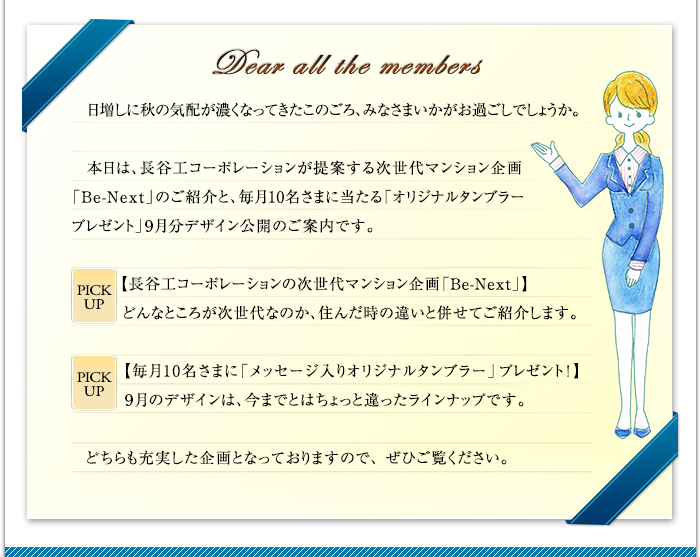 Dear all the members
日増しに秋の気配が濃くなってきたこのごろ、みなさまいかがお過ごしでしょうか。
本日は、長谷工コーポレーションが提案する次世代マンション企画
「Be-Next」のご紹介と、毎月10名さまに当たる「オリジナルタンブラー
プレゼント」9月分デザイン公開のご案内です。
PICK
UP
【長谷工コーポレーションの次世代マンション企画「Be-Next」】
どんなところが次世代なのか、住んだ時の違いと併せてご紹介します。
PICK
UP
【毎月10名さまに「メッセージ入りオリジナルタンブラー」プレゼント!】
9月のデザインは、今までとはちょっと違ったラインナップです。
どちらも充実した企画となっておりますので、ぜひご覧ください。